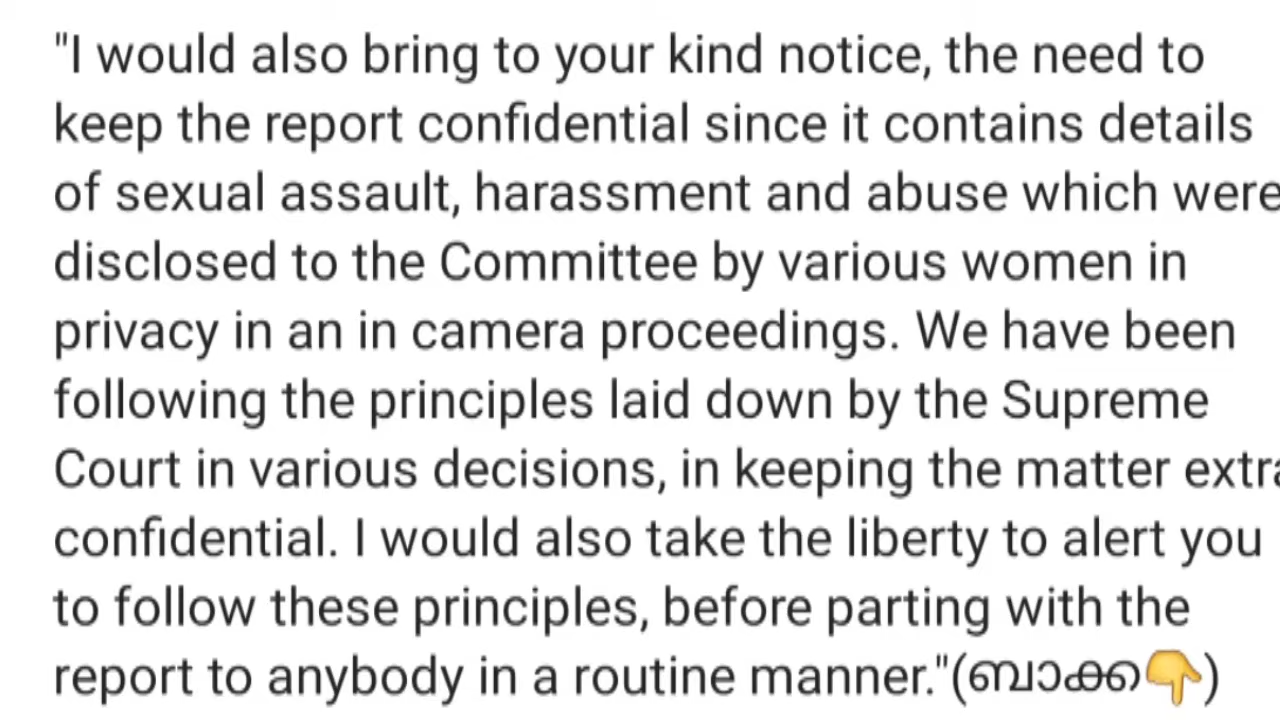 "I would also bring to your kind notice, the need to
keep the report confidential since it contains details
of sexual assault, harassment and abuse which were
disclosed to the Committee by various women in
privacy in an in camera proceedings. We have been
following the principles laid down by the Supreme
Court in various decisions, in keeping the matter extra
confidential. I would also take the liberty to alert you
to follow these principles, before parting with the
report to anybody in a routine manner."(ബാക്ക👇)